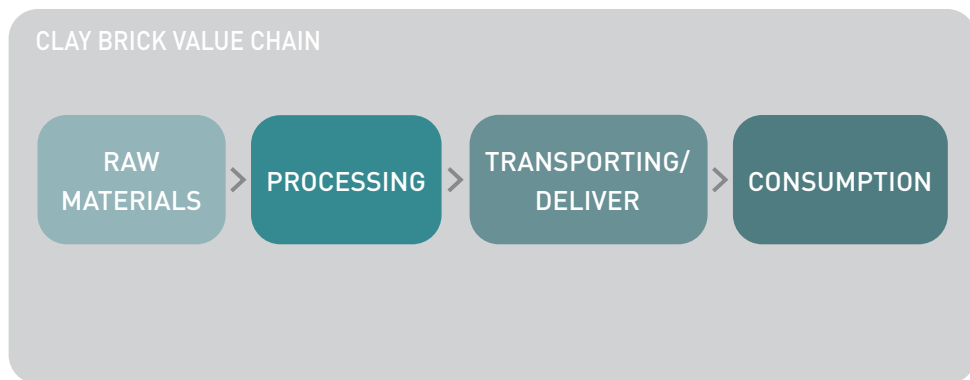 CLAY BRICK VALUE CHAIN
RAW
MATERIALS
PROCESSING
TRANSPORTING/
DELIVER
CONSUMPTION